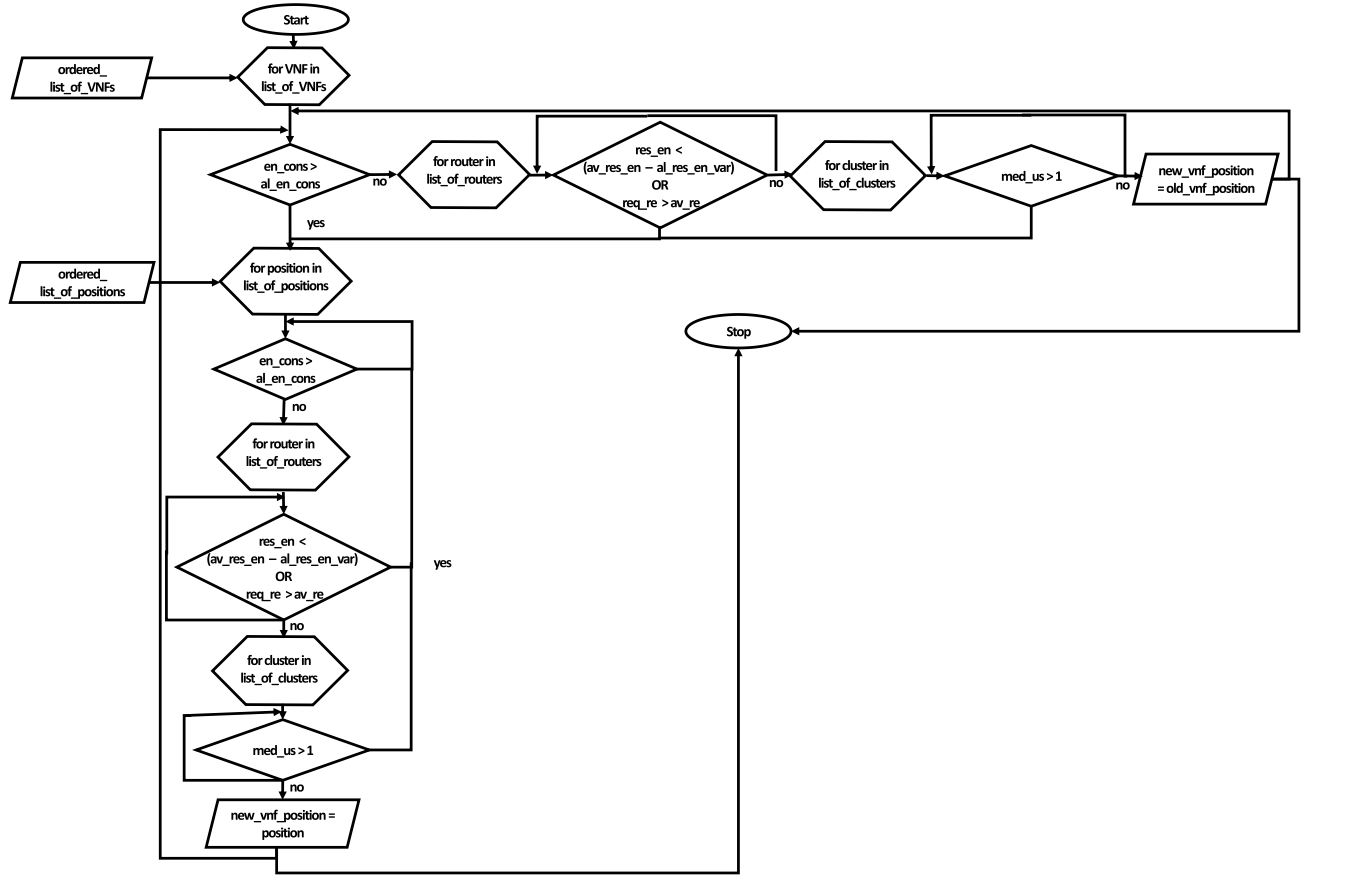 Start
ordered_
list_of_VNFs
for VNF in
list_of_VNFs
en_cons >
al_en_cons
no
for router in
list_of_routers
res_en <
(av_res_en – al_res_en_var)
OR
req_re > av_re
no
for cluster in
list_of_clusters
med_us > 1
no
new_vnf_position
= old_vnf_position
yes
ordered_
list_of_positions
for position in
list_of_positions
Stop
en_cons >
al_en_cons
no
for router in
list_of_routers
res_en <
(av_res_en – al_res_en_var)
OR
req_re > av_re
yes
no
for cluster in
list_of_clusters
med_us > 1
no
new_vnf_position =
position